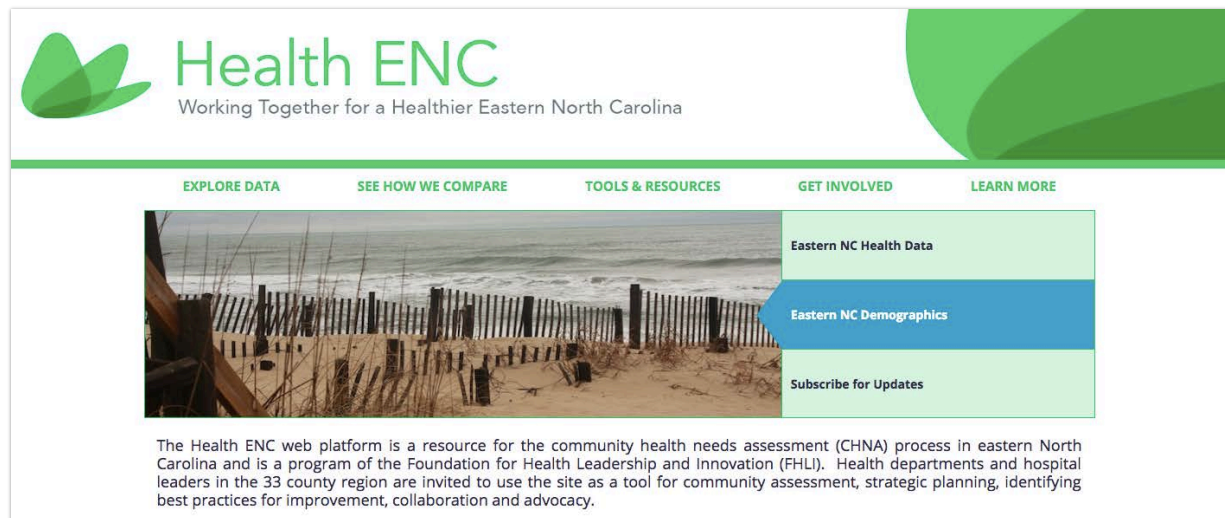 Health ENC
Working Together for a Healthier Eastern North Carolina
EXPLORE DATA SEE HOW WE COMPARE TOOLS & RESOURCES GET INVOLVED LEARN MORE
Eastern NC Health Data
Eastern NC Demographics
Subscribe for Updates
The Health ENC web platform is a resource for the community health needs assessment (CHNA) process in eastern North
Carolina and is a program of the Foundation for Health Leadership and Innovation (FHLI). Health departments and hospital
leaders in the 33 county region are invited to use the site as a tool for community assessment, strategic planning, identifying
best practices for improvement, collaboration and advocacy.